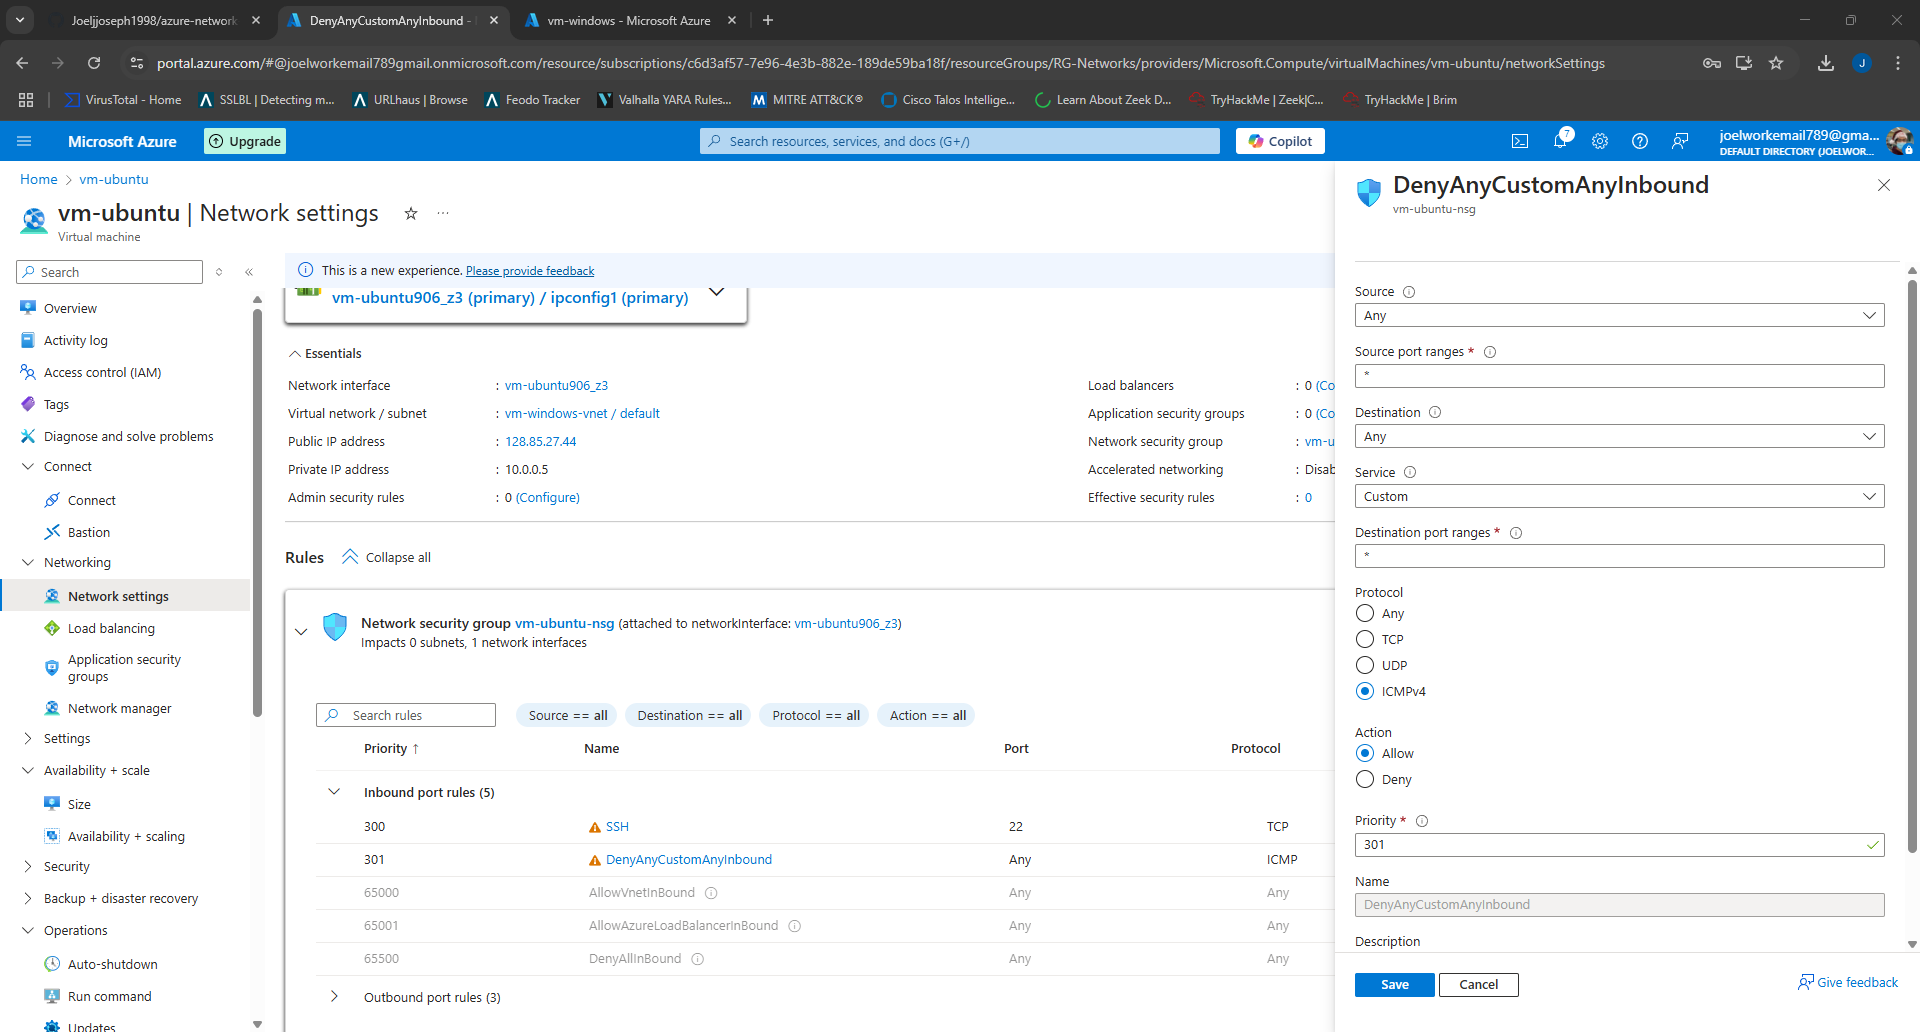 Joeljjoseph1998/azure-network
DenyAnyCustomAnyInbound -
vm-windows - Microsoft Azure
portal.azure.com/#@joelworkemail789gmail.onmicrosoft.com/resource/subscriptions/c6d3af57-7e96-4e3b-882e-189de59ba18f/resourceGroups/RG-Networks/providers/Microsoft.Compute/virtualMachines/vm-ubuntu/networkSettings
J
VirusTotal - Home
SSLBL | Detecting m...
URLhaus | Browse
Feodo Tracker
Valhalla YARA Rules...
MITRE ATT&CK®
Cisco Talos Intellige...
Learn About Zeek D...
TryHackMe | Zeek|C...
TryHackMe | Brim
Microsoft Azure
Upgrade
Search resources, services, and docs (G+/)
Copilot
7
joelworkemail789@gma...
DEFAULT DIRECTORY (JOELWOR...
Home > vm-ubuntu
vm-ubuntu | Network settings
Virtual machine
Search
Overview
Activity log
Access control (IAM)
Tags
Diagnose and solve problems
Connect
Connect
Bastion
Networking
Network settings
Load balancing
Application security
groups
Network manager
Settings
Availability + scale
Size
Availability + scaling
Security
Backup + disaster recovery
Operations
Auto-shutdown
Run command
Updates
This is a new experience. Please provide feedback
vm-ubuntu906_z3 (primary) / ipconfig1 (primary)
Essentials
Network interface : vm-ubuntu906_z3
Virtual network / subnet : vm-windows-vnet / default
Public IP address : 128.85.27.44
Private IP address : 10.0.0.5
Admin security rules : 0 (Configure)
Load balancers : 0 (Co
Application security groups : 0 (Co
Network security group : vm-u
Accelerated networking : Disab
Effective security rules : 0
Rules
Collapse all
Network security group vm-ubuntu-nsg (attached to networkInterface: vm-ubuntu906_z3)
Impacts 0 subnets, 1 network interfaces
Search rules
Source == all
Destination == all
Protocol == all
Action == all
Priority ↑ Name Port Protocol
Inbound port rules (5)
300 SSH 22 TCP
301 DenyAnyCustomAnyInbound Any ICMP
65000 AllowVnetInBound Any Any
65001 AllowAzureLoadBalancerInBound Any Any
65500 DenyAllInBound Any Any
Outbound port rules (3)
DenyAnyCustomAnyInbound
vm-ubuntu-nsg
Source
Any
Source port ranges *
*
Destination
Any
Service
Custom
Destination port ranges *
*
Protocol
Any
TCP
UDP
ICMPv4
Action
Allow
Deny
Priority *
301
Name
DenyAnyCustomAnyInbound
Description
Save
Cancel
Give feedback